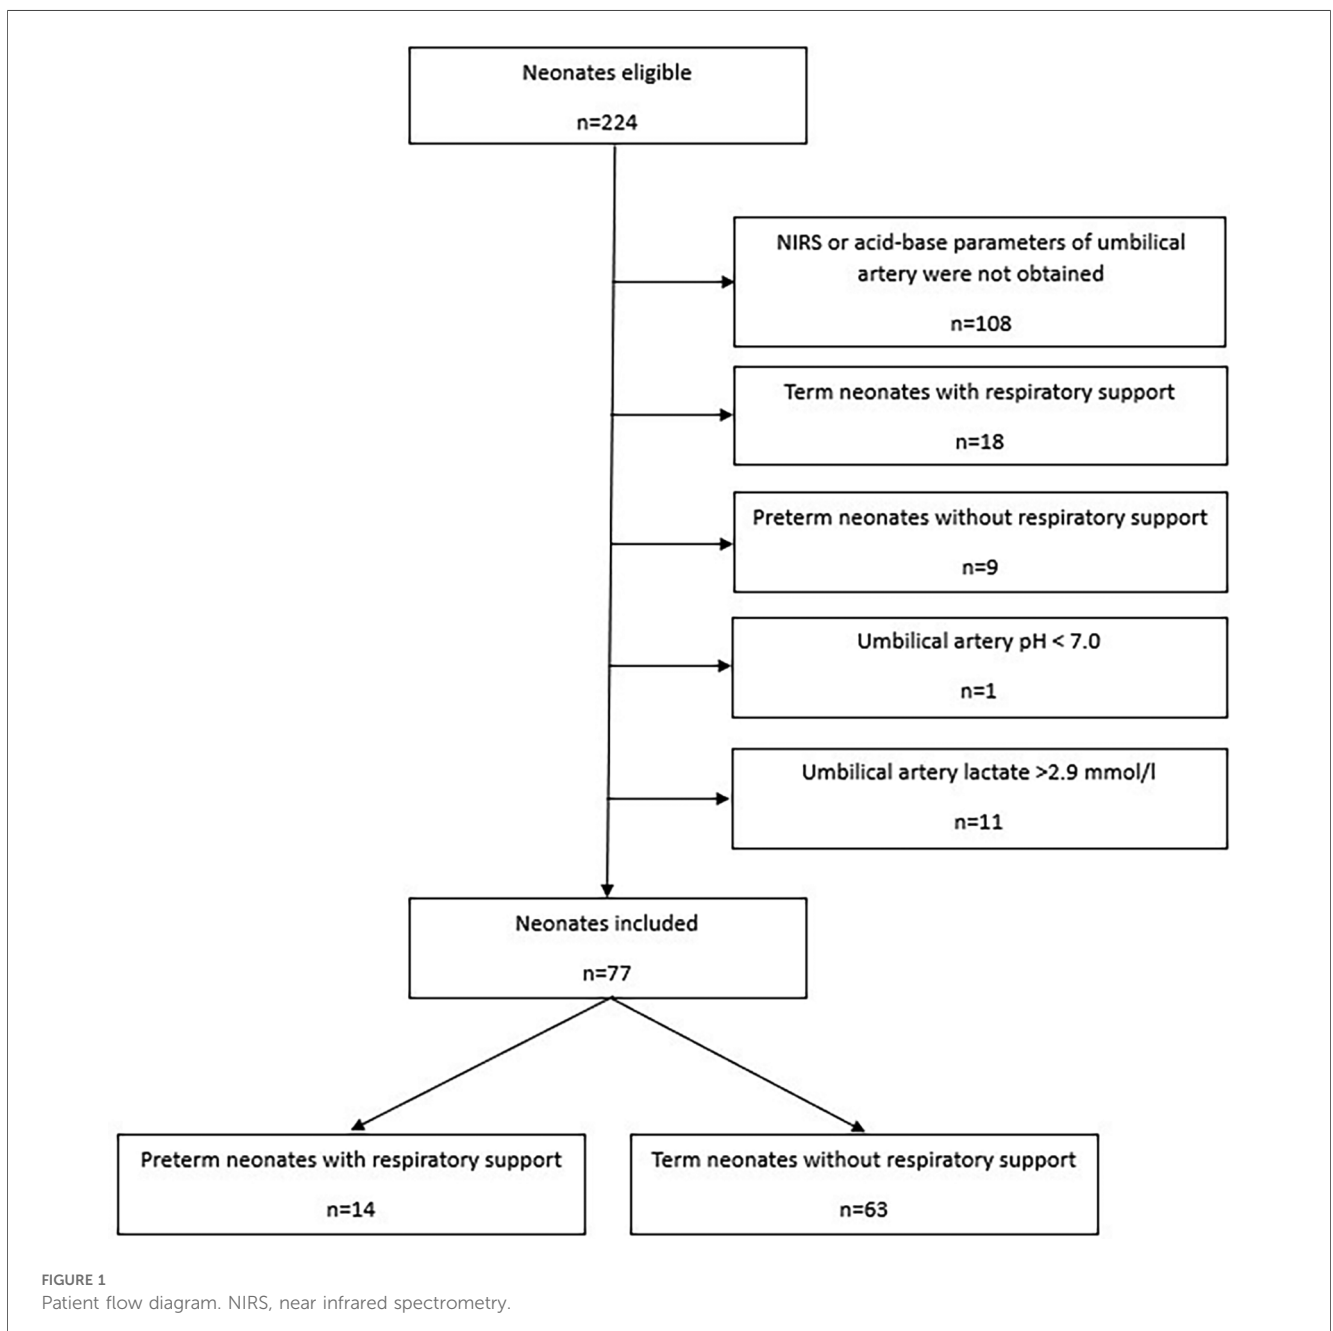 Neonates eligible
n=224
NIRS or acid-base parameters of umbilical
artery were not obtained
n=108
Term neonates with respiratory support
n=18
Preterm neonates without respiratory support
n=9
Umbilical artery pH < 7.0
n=1
Umbilical artery lactate >2.9 mmol/l
n=11
Neonates included
n=77
Preterm neonates with respiratory support
n=14
Term neonates without respiratory support
n=63
FIGURE 1
Patient flow diagram. NIRS, near infrared spectrometry.